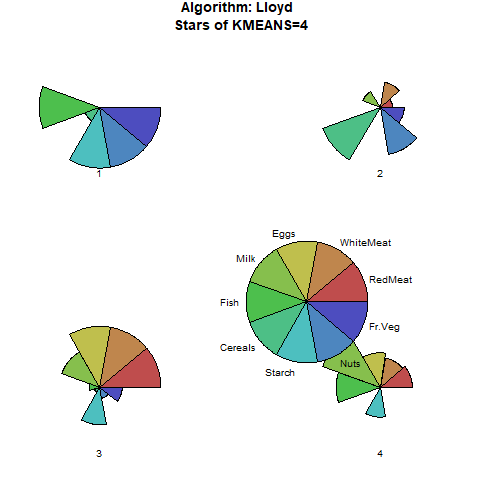 Algorithm: Lloyd
Stars of KMEANS=4
1
2
Eggs
WhiteMeat
Milk
RedMeat
Fish
Fr.Veg
Cereals
Nuts
Starch
3
4